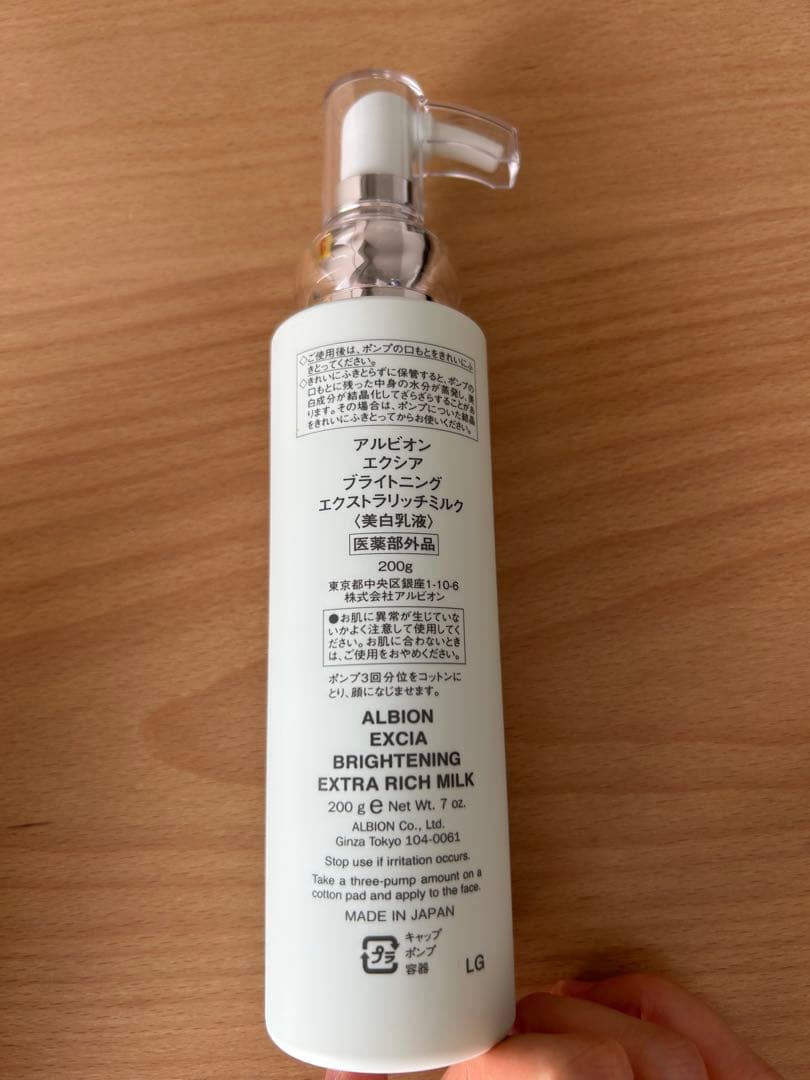 ◇ご使用後は、ポンプの口もとをきれいにふ
きとってください。
◇きれいにふきとらずに保管すると、ポンプの
口もとに残った中身の水分が蒸発し、美
白成分が結晶化してざらざらすることがあ
ります。その場合は、ポンプについた結晶
をきれいにふきとってからお使いください。
アルビオン
エクシア
ブライトニング
エクストラリッチミルク
〈美白乳液〉
医薬部外品
200g
東京都中央区銀座1-10-6
株式会社アルビオン
●お肌に異常が生じていな
いかよく注意して使用してく
ださい。お肌に合わないとき
は、ご使用をおやめください。
ポンプ3回分位をコットンに
とり、顔になじませます。
ALBION
EXCIA
BRIGHTENING
EXTRA RICH MILK
200 g e Net Wt. 7 oz.
ALBION Co., Ltd.
Ginza Tokyo 104-0061
Stop use if irritation occurs.
Take a three-pump amount on a
cotton pad and apply to the face.
MADE IN JAPAN
プラ
キャップ
ポンプ
容器
LG